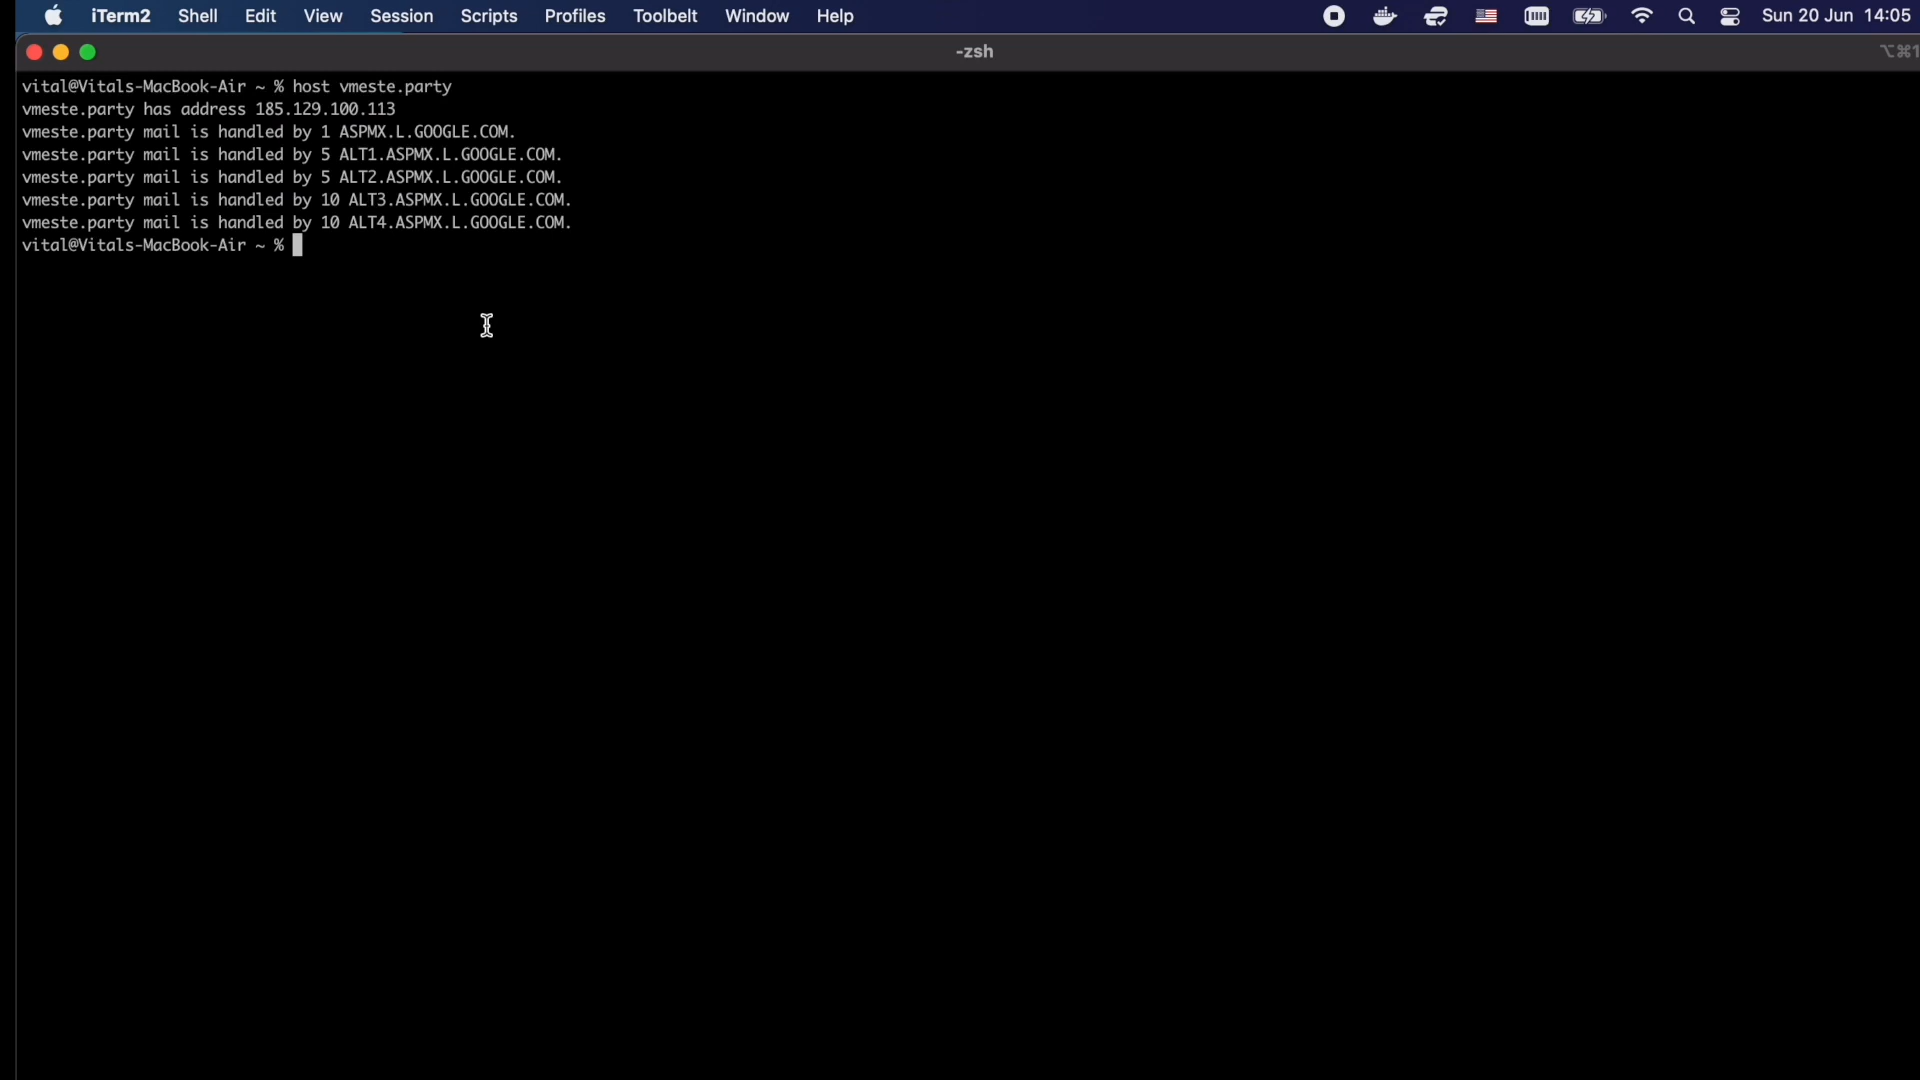 iTerm2 Shell Edit View Session Scripts Profiles Toolbelt Window Help Sun 20 Jun 14:05
-zsh ⌥⌘1
vital@Vitals-MacBook-Air ~ % host vmeste.party
vmeste.party has address 185.129.100.113
vmeste.party mail is handled by 1 ASPMX.L.GOOGLE.COM.
vmeste.party mail is handled by 5 ALT1.ASPMX.L.GOOGLE.COM.
vmeste.party mail is handled by 5 ALT2.ASPMX.L.GOOGLE.COM.
vmeste.party mail is handled by 10 ALT3.ASPMX.L.GOOGLE.COM.
vmeste.party mail is handled by 10 ALT4.ASPMX.L.GOOGLE.COM.
vital@Vitals-MacBook-Air ~ %